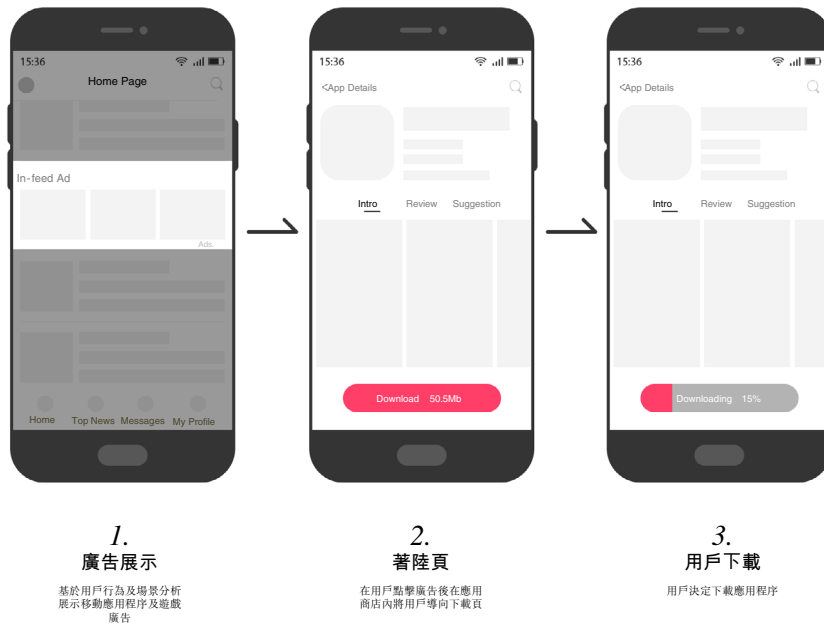 15:36
Home Page
In-feed Ad
Ads.
Home Top News Messages My Profile
15:36
<App Details
Intro Review Suggestion
Download 50.5Mb
15:36
<App Details
Intro Review Suggestion
Downloading 15%
1.
廣告展示
基於用戶行為及場景分析
展示移動應用程序及遊戲
廣告
2.
著陸頁
在用戶點擊廣告後在應用
商店內將用戶導向下載頁
3.
用戶下載
用戶決定下載應用程序